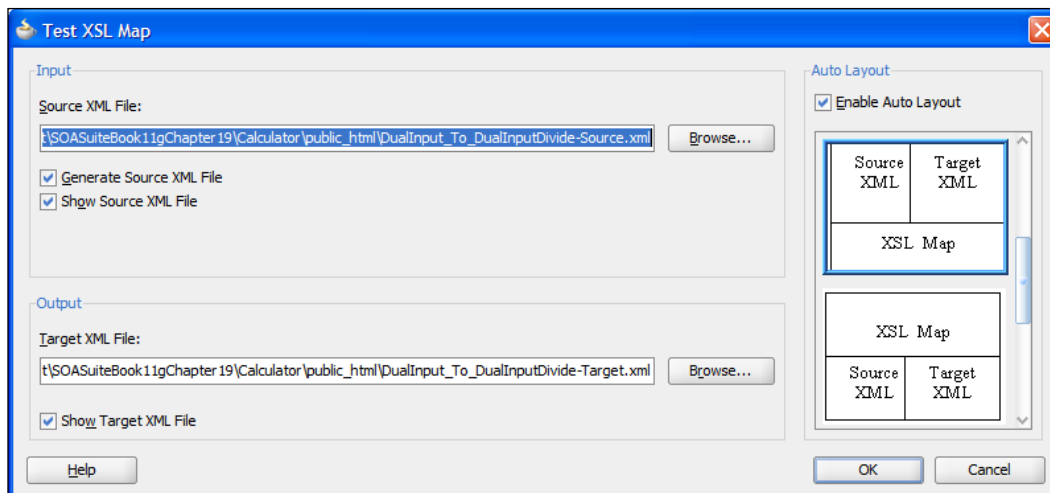 Test XSL Map
Input
Source XML File:
t\SOASuiteBook11gChapter19\Calculator\public_html\DualInput_To_DualInputDivide-Source.xml
Browse...
Generate Source XML File
Show Source XML File
Output
Target XML File:
t\SOASuiteBook11gChapter19\Calculator\public_html\DualInput_To_DualInputDivide-Target.xml
Browse...
Show Target XML File
Auto Layout
Enable Auto Layout
Source XML
Target XML
XSL Map
XSL Map
Source XML
Target XML
Help
OK
Cancel